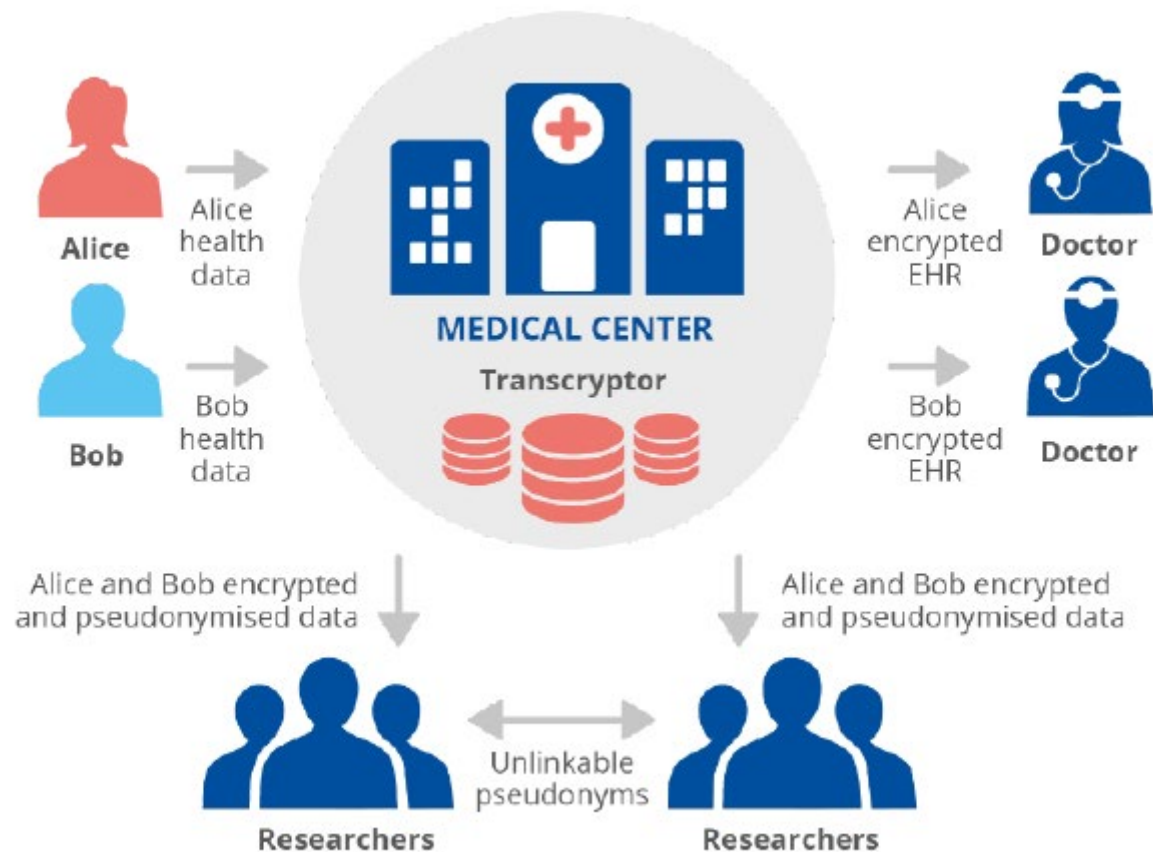 Alice
Alice
health
data
Bob
Bob
health
data
MEDICAL CENTER
Transcryptor
Alice
encrypted
EHR
Doctor
Bob
encrypted
EHR
Doctor
Alice and Bob encrypted
and pseudonymised data
Alice and Bob encrypted
and pseudonymised data
Researchers
Unlinkable
pseudonyms
Researchers